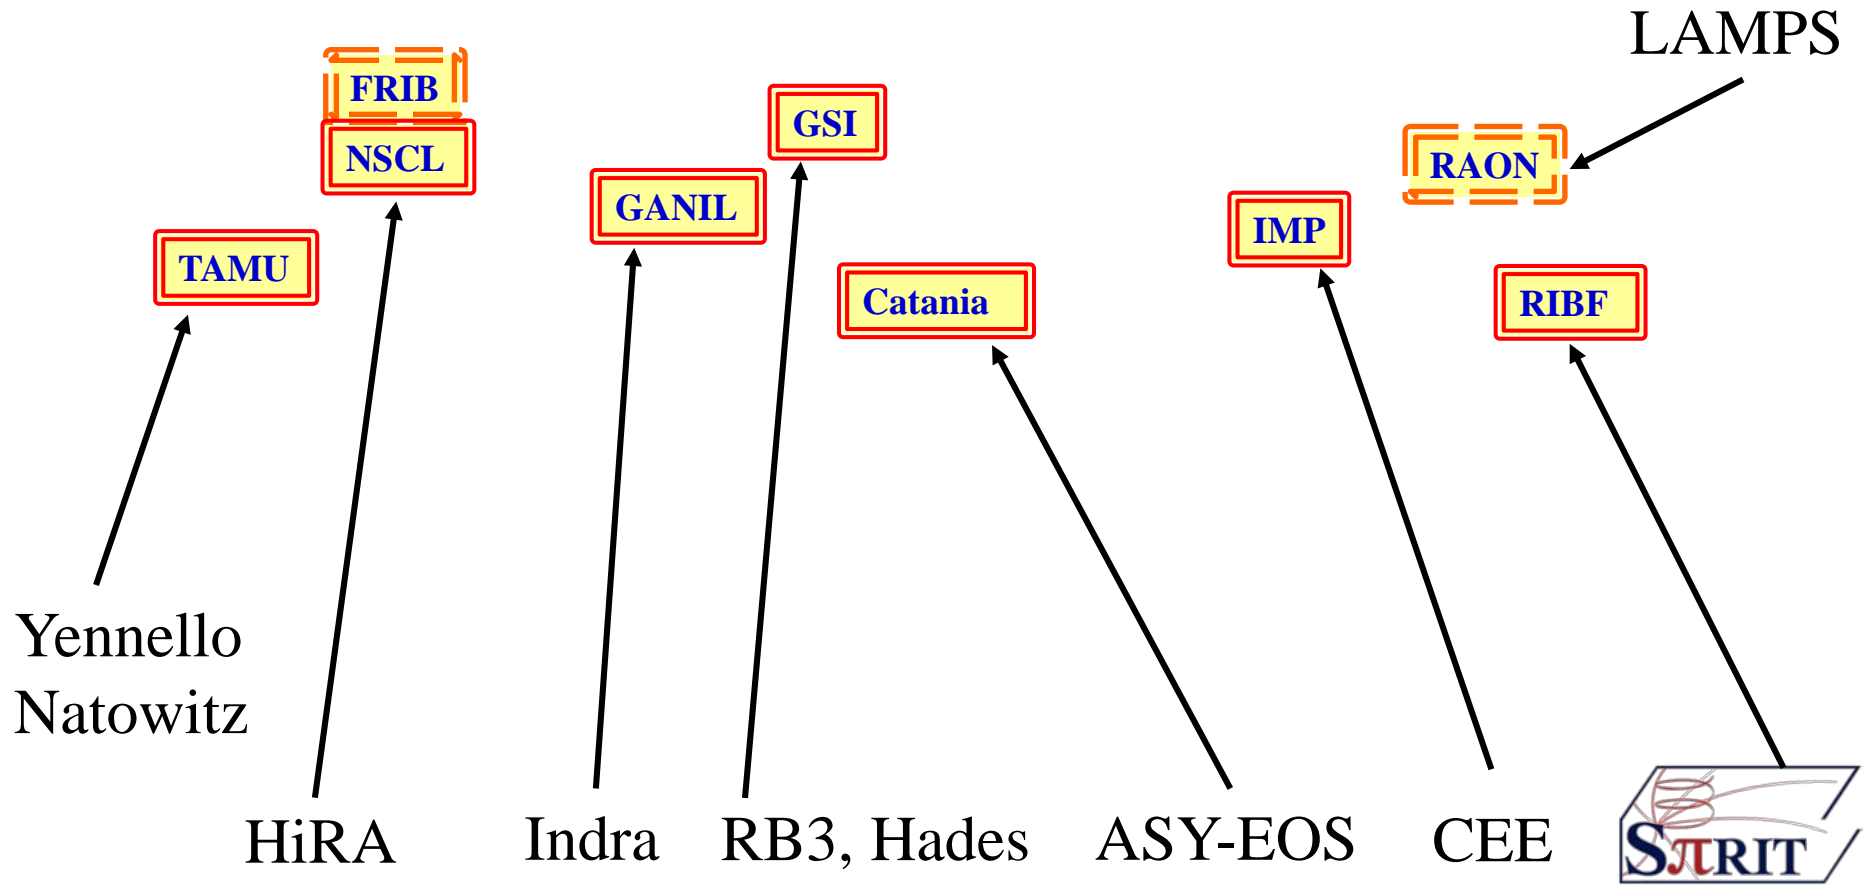 LAMPS
FRIB
GSI
NSCL
RAON
GANIL
IMP
TAMU
Catania
RIBF
Yennello
Natowitz
HiRA
Indra
RB3, Hades
ASY-EOS
CEE
SπRIT